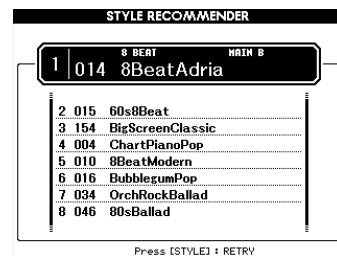 STYLE RECOMMENDER
8 BEAT MAIN B
1 014 8BeatAdria
2 015 60s8Beat
3 154 BigScreenClassic
4 004 ChartPianoPop
5 010 8BeatModern
6 016 BubblegumPop
7 034 OrchRockBallad
8 046 80sBallad
Press [STYLE] : RETRY